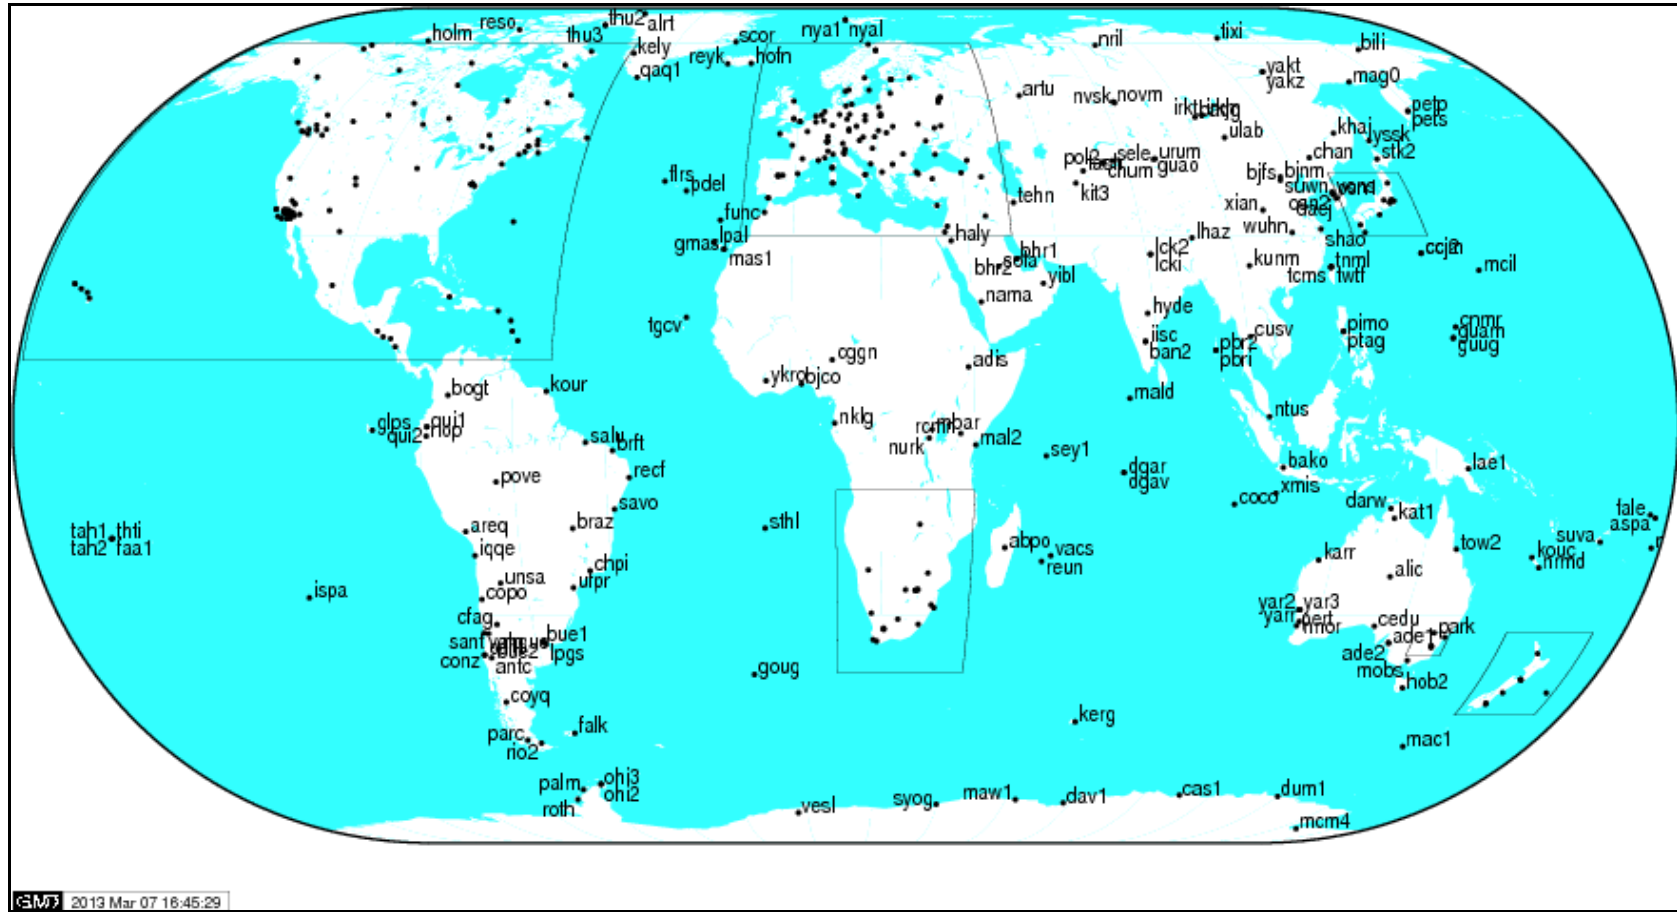 reso
thu2
alrt
holm
thu3
kely
qaq1
scor
reyk
hofn
nya1
nyal
nril
tixi
bili
yakt
yakz
mag0
artu
nvsk
novm
petp
pets
khaj
yssk
stk2
ulab
chan
pol2
sele
urum
guao
chum
kit3
bjfs
bjnm
suwn
flrs
pdel
tehn
xian
daej
func
lpal
gmas
mas1
haly
wuhn
shao
lhaz
lck2
lcki
kunm
tnml
tcms
twtf
mcil
bhr1
bhr2
yibl
nama
hyde
tgcv
iisc
ban2
cusv
pbr2
pbri
pimo
ptag
cnmr
guam
guug
cggn
adis
ykro
bjco
bogt
kour
mald
ntus
glps
qui1
qui2
riop
nklg
mbar
rcmn
nurk
mal2
salu
brft
recf
pove
savo
sey1
dgar
dgav
bako
xmis
coco
lae1
darw
kat1
tah1 thti
tah2 faa1
areq
braz
sthl
abpo
vacs
reun
tale
aspa
suva
tow2
kouc
nrmd
iqqe
chpi
karr
ispa
unsa
ufpr
copo
alic
cfag
yar2
yar3
yarr
pert
cedu
ade1
park
bue1
lpgs
sant
conz
antc
ade2
mobs
hob2
goug
coyq
kerg
falk
parc
rio2
mac1
palm
ohi3
ohi2
roth
vesl
syog
maw1
dav1
cas1
dum1
mcm4
GMT 2013 Mar 07 16:45:29